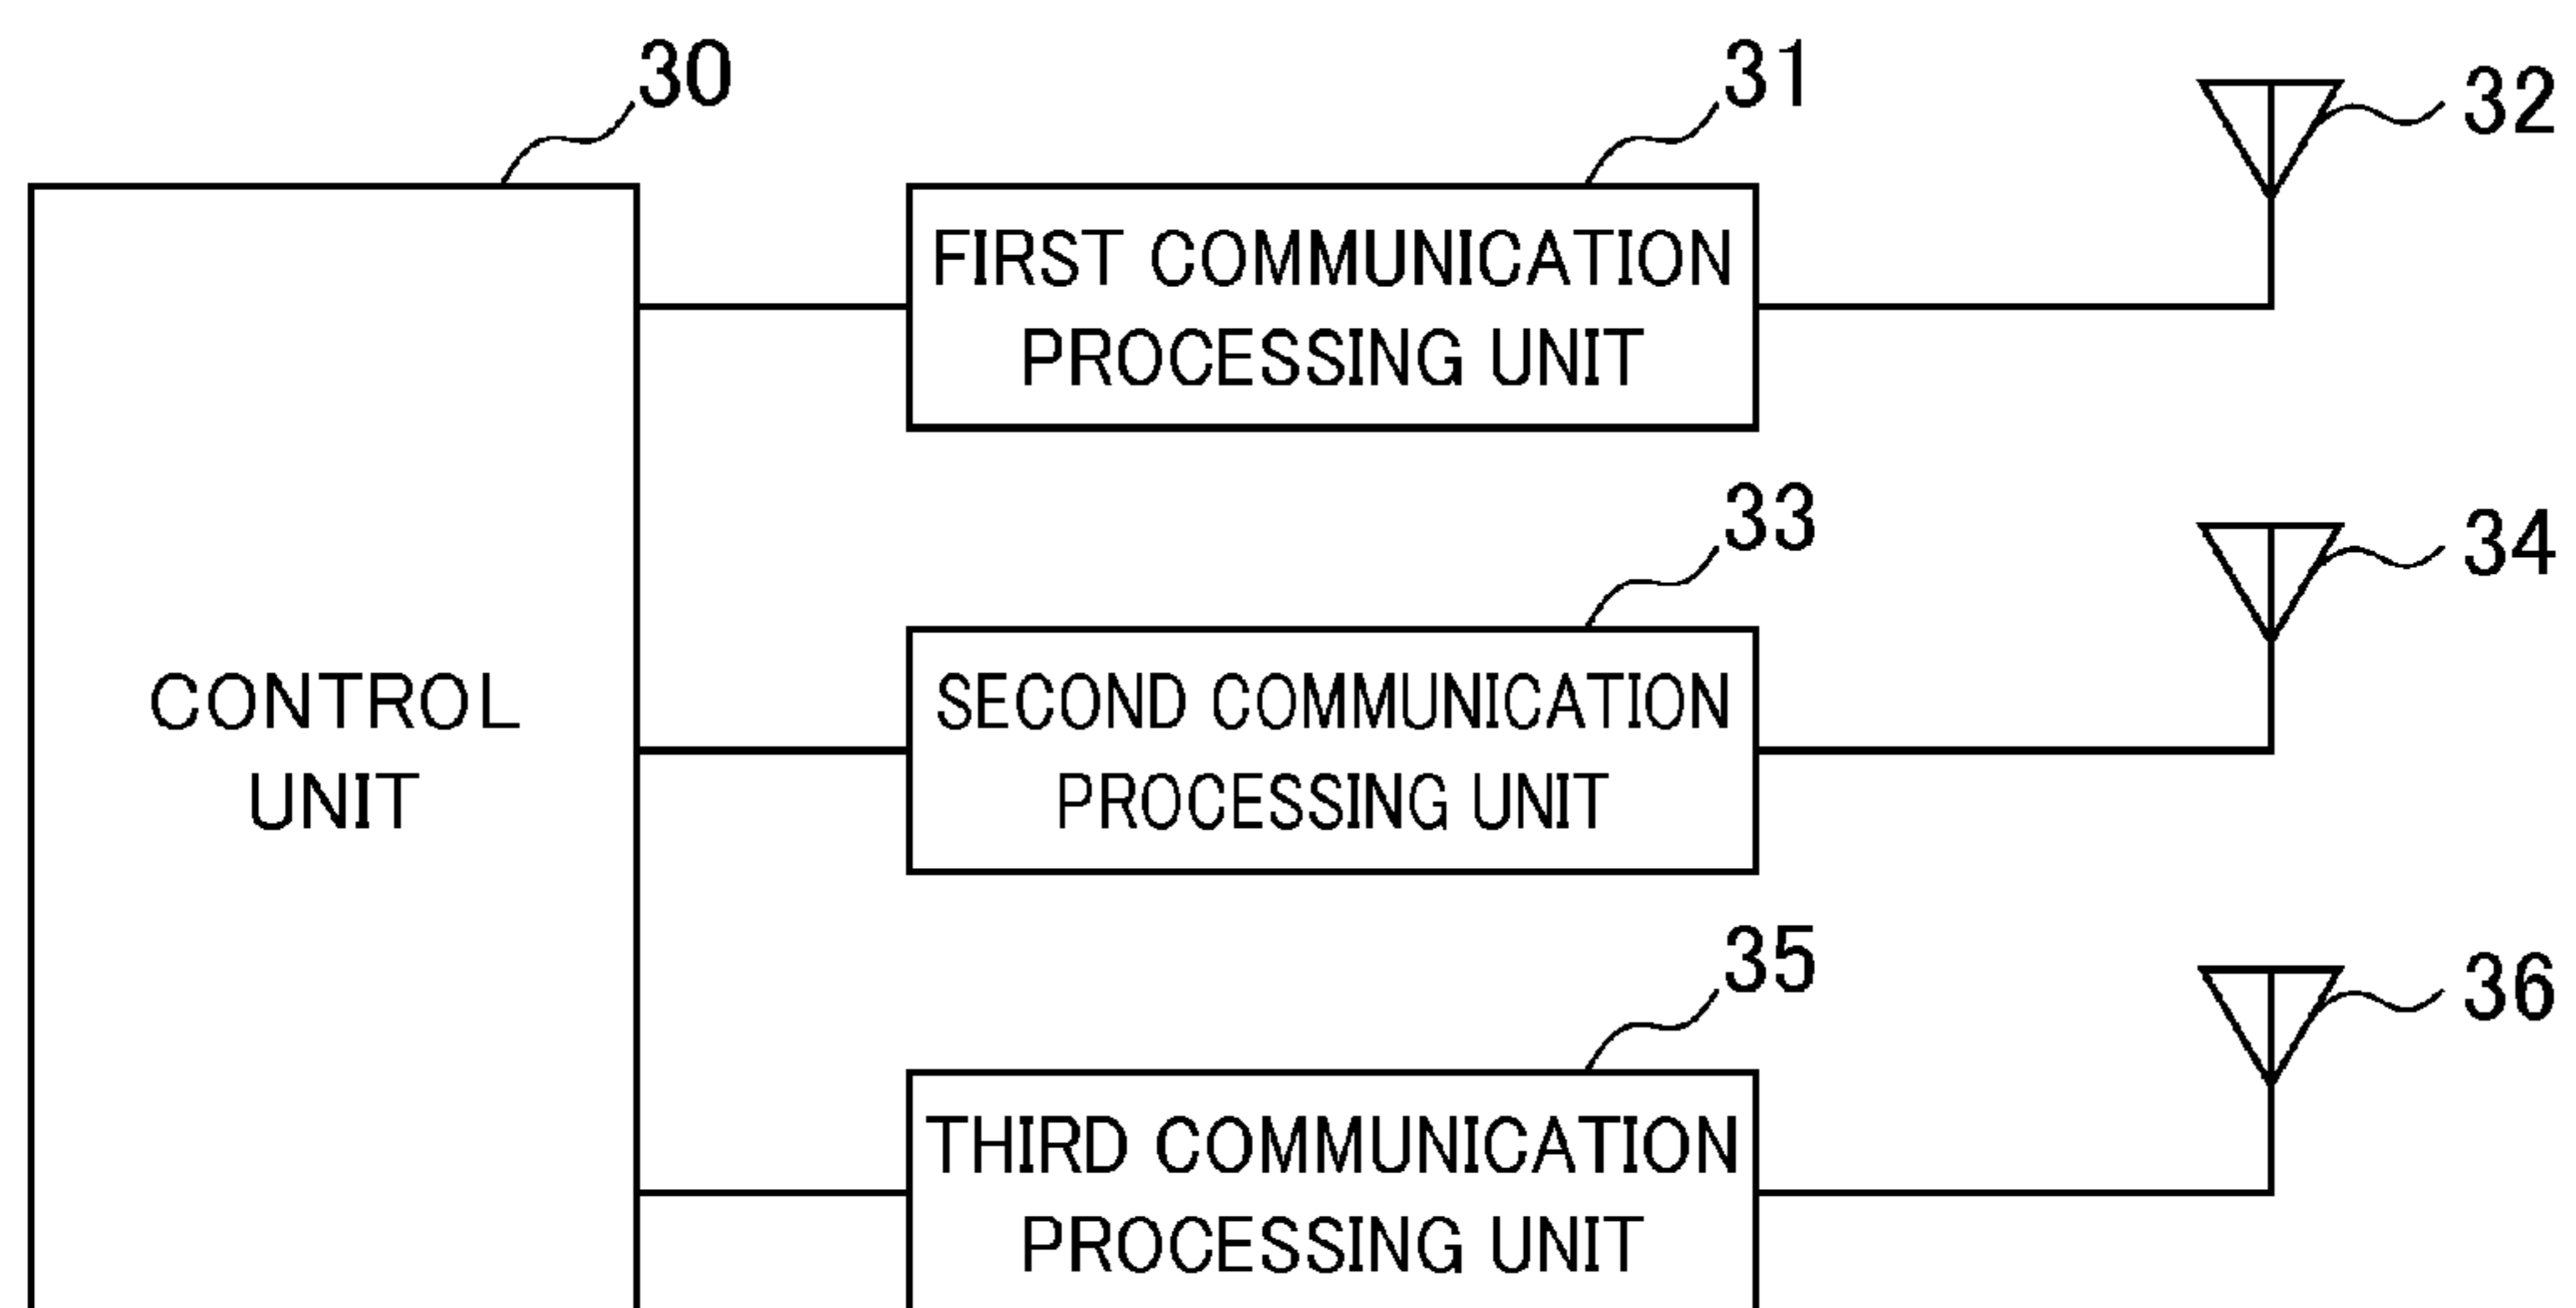 30
31
32
FIRST COMMUNICATION
PROCESSING UNIT
33
34
CONTROL
UNIT
SECOND COMMUNICATION
PROCESSING UNIT
35
36
THIRD COMMUNICATION
PROCESSING UNIT